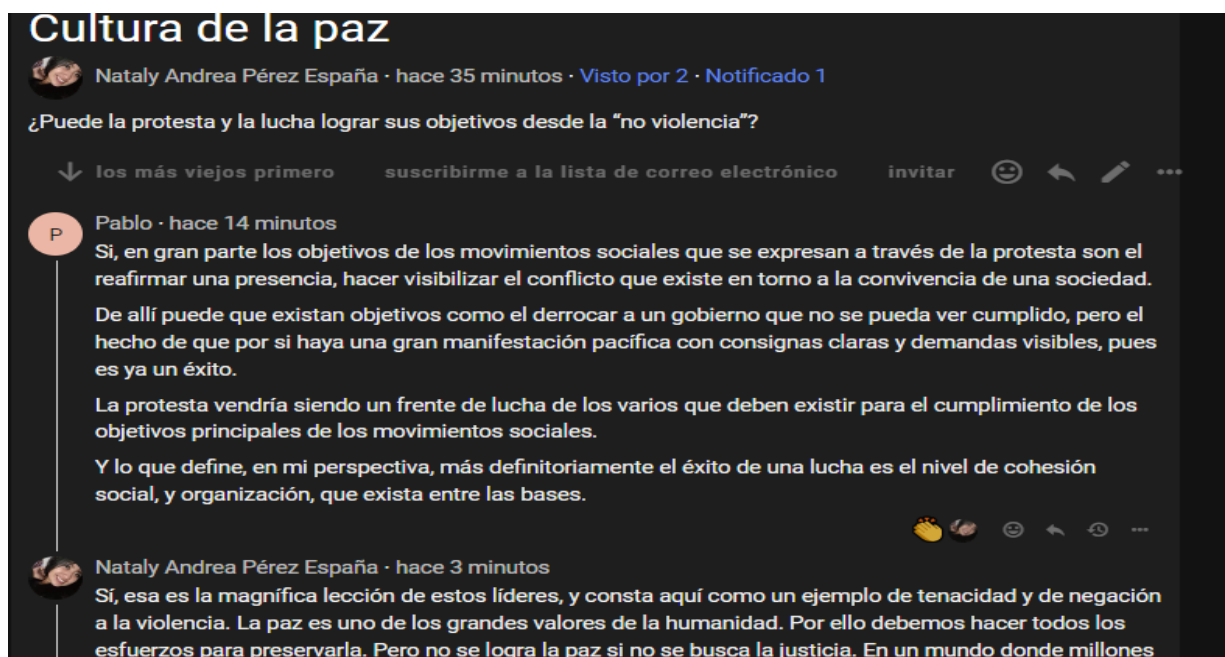 Cultura de la paz
Nataly Andrea Pérez España · hace 35 minutos · Visto por 2 · Notificado 1
¿Puede la protesta y la lucha lograr sus objetivos desde la “no violencia”?
los más viejos primero suscribirme a la lista de correo electrónico invitar
P
Pablo · hace 14 minutos
Si, en gran parte los objetivos de los movimientos sociales que se expresan a través de la protesta son el
reafirmar una presencia, hacer visibilizar el conflicto que existe en torno a la convivencia de una sociedad.
De allí puede que existan objetivos como el derrocar a un gobierno que no se pueda ver cumplido, pero el
hecho de que por si haya una gran manifestación pacífica con consignas claras y demandas visibles, pues
es ya un éxito.
La protesta vendría siendo un frente de lucha de los varios que deben existir para el cumplimiento de los
objetivos principales de los movimientos sociales.
Y lo que define, en mi perspectiva, más definitoriamente el éxito de una lucha es el nivel de cohesión
social, y organización, que exista entre las bases.
Nataly Andrea Pérez España · hace 3 minutos
Sí, esa es la magnífica lección de estos líderes, y consta aquí como un ejemplo de tenacidad y de negación
a la violencia. La paz es uno de los grandes valores de la humanidad. Por ello debemos hacer todos los
esfuerzos para preservarla. Pero no se logra la paz si no se busca la justicia. En un mundo donde millones